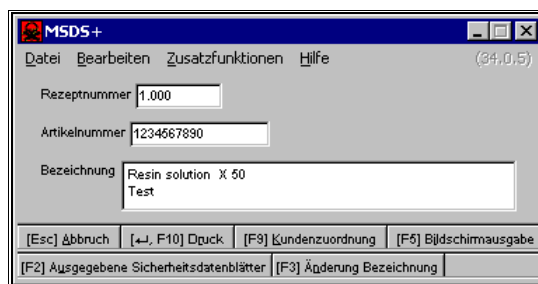 MSDS+
Datei Bearbeiten Zusatzfunktionen Hilfe (34.0.5)
Rezeptnummer 1.000
Artikelnummer 1234567890
Bezeichnung Resin solution X 50
Test
[Esc] Abbruch [↵, F10] Druck [F9] Kundenzuordnung [F5] Bildschirmausgabe
[F2] Ausgegebene Sicherheitsdatenblätter [F3] Änderung Bezeichnung